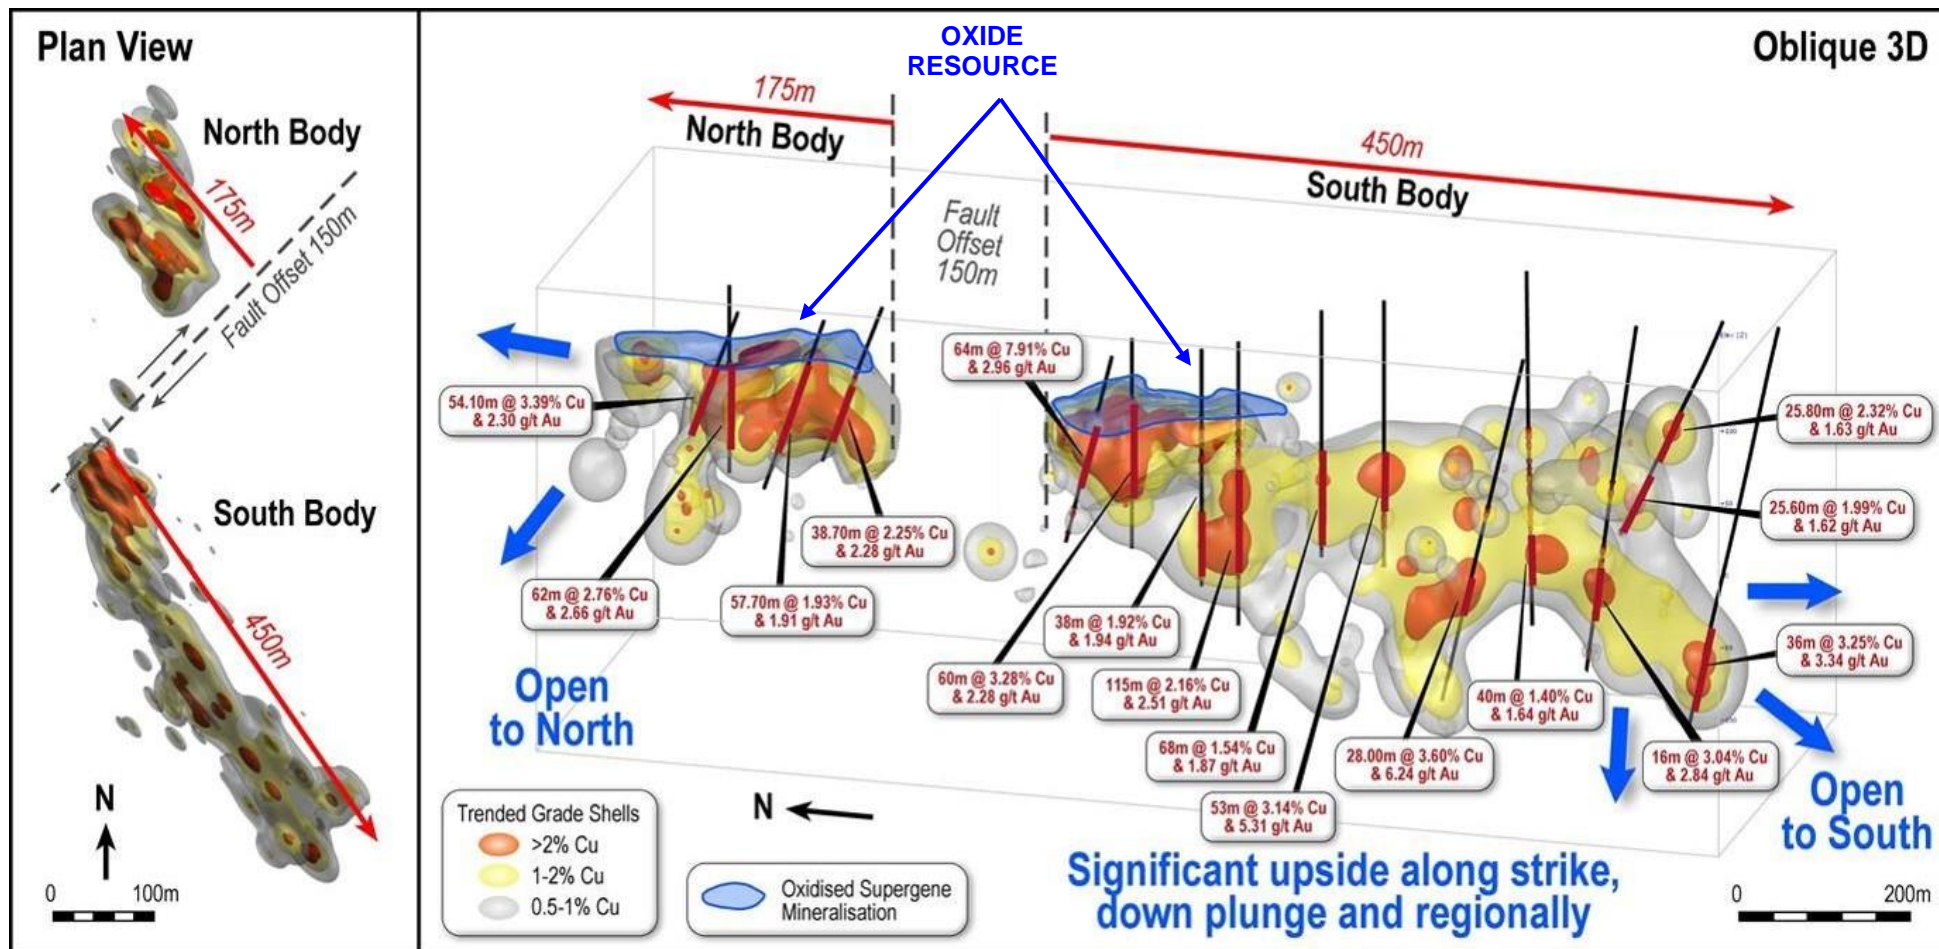 Plan View
North Body
175m
Fault Offset 150m
South Body
450m
N
0 100m
Oblique 3D
OXIDE
RESOURCE
175m
North Body
Fault
Offset
150m
450m
South Body
64m @ 7.91% Cu
& 2.96 g/t Au
54.10m @ 3.39% Cu
& 2.30 g/t Au
25.80m @ 2.32% Cu
& 1.63 g/t Au
25.60m @ 1.99% Cu
& 1.62 g/t Au
38.70m @ 2.25% Cu
& 2.28 g/t Au
62m @ 2.76% Cu
& 2.66 g/t Au
57.70m @ 1.93% Cu
& 1.91 g/t Au
38m @ 1.92% Cu
& 1.94 g/t Au
36m @ 3.25% Cu
& 3.34 g/t Au
60m @ 3.28% Cu
& 2.28 g/t Au
115m @ 2.16% Cu
& 2.51 g/t Au
40m @ 1.40% Cu
& 1.64 g/t Au
68m @ 1.54% Cu
& 1.87 g/t Au
28.00m @ 3.60% Cu
& 6.24 g/t Au
16m @ 3.04% Cu
& 2.84 g/t Au
53m @ 3.14% Cu
& 5.31 g/t Au
Open
to North
Open
to South
Trended Grade Shells
>2% Cu
1-2% Cu
0.5-1% Cu
N
Oxidised Supergene
Mineralisation
Significant upside along strike,
down plunge and regionally
0 200m